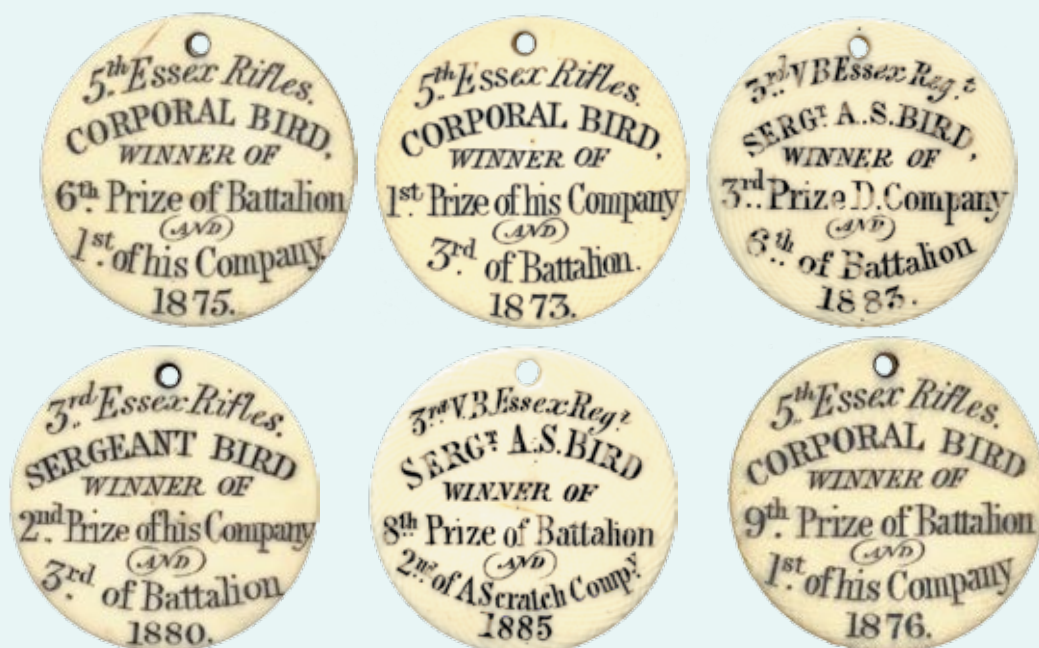 5th Essex Rifles.
CORPORAL BIRD,
WINNER OF
6th Prize of Battalion
AND
1st of his Company.
1875.
5th Essex Rifles.
CORPORAL BIRD,
WINNER OF
1st Prize of his Company
AND
3rd of Battalion.
1873.
3rd V B Essex Regt
SERGT A.S. BIRD,
WINNER OF
3rd Prize D. Company
AND
6th of Battalion
1883.
3rd Essex Rifles.
SERGEANT BIRD
WINNER OF
2nd Prize of his Company
AND
3rd of Battalion
1880.
3rd V.B Essex Regt
SERGT A.S. BIRD
WINNER OF
8th Prize of Battalion
AND
2nd of A Scratch Compy
1885
5th Essex Rifles.
CORPORAL BIRD
WINNER OF
9th Prize of Battalion
AND
1st of his Company
1876.